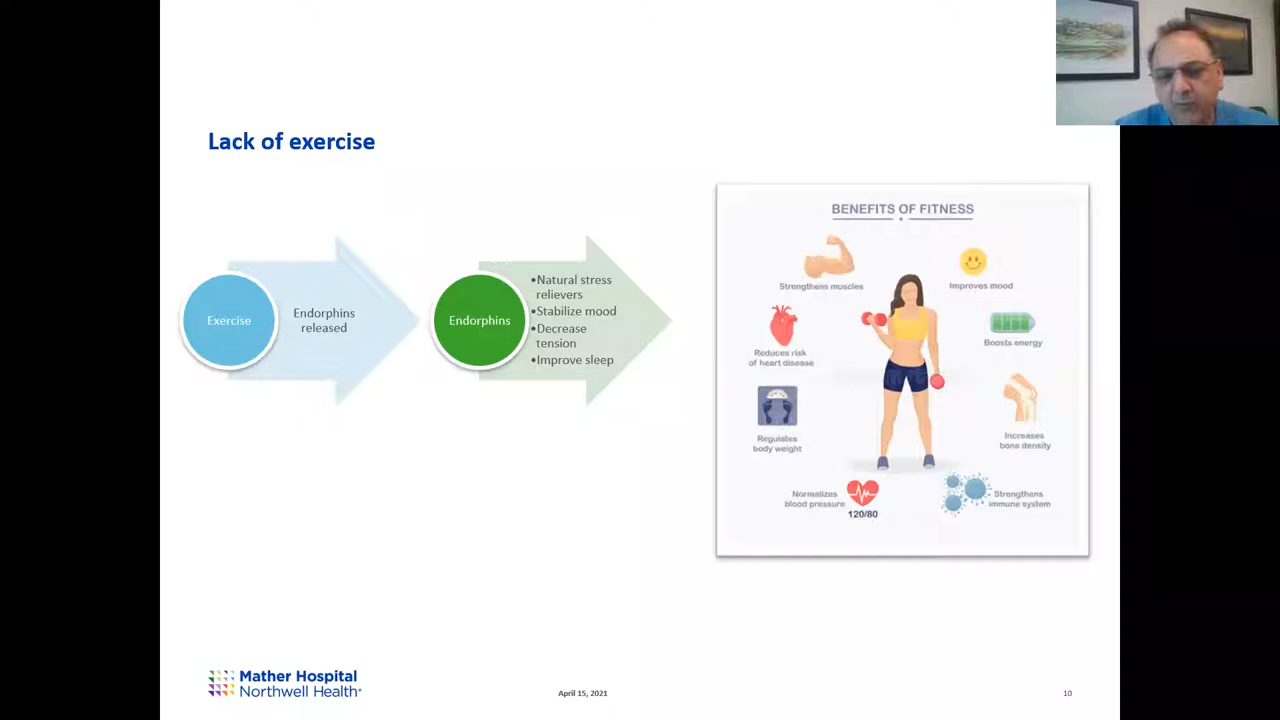 Lack of exercise
Exercise
Endorphins
released
Endorphins
•Natural stress
relievers
•Stabilize mood
•Decrease
tension
•Improve sleep
BENEFITS OF FITNESS
Strengthens muscles
Improves mood
Reduces risk
of heart disease
Boosts energy
Regulates
body weight
Increases
bone density
Normalizes
blood pressure
120/80
Strengthens
immune system
Mather Hospital
Northwell Health®
April 15, 2021
10